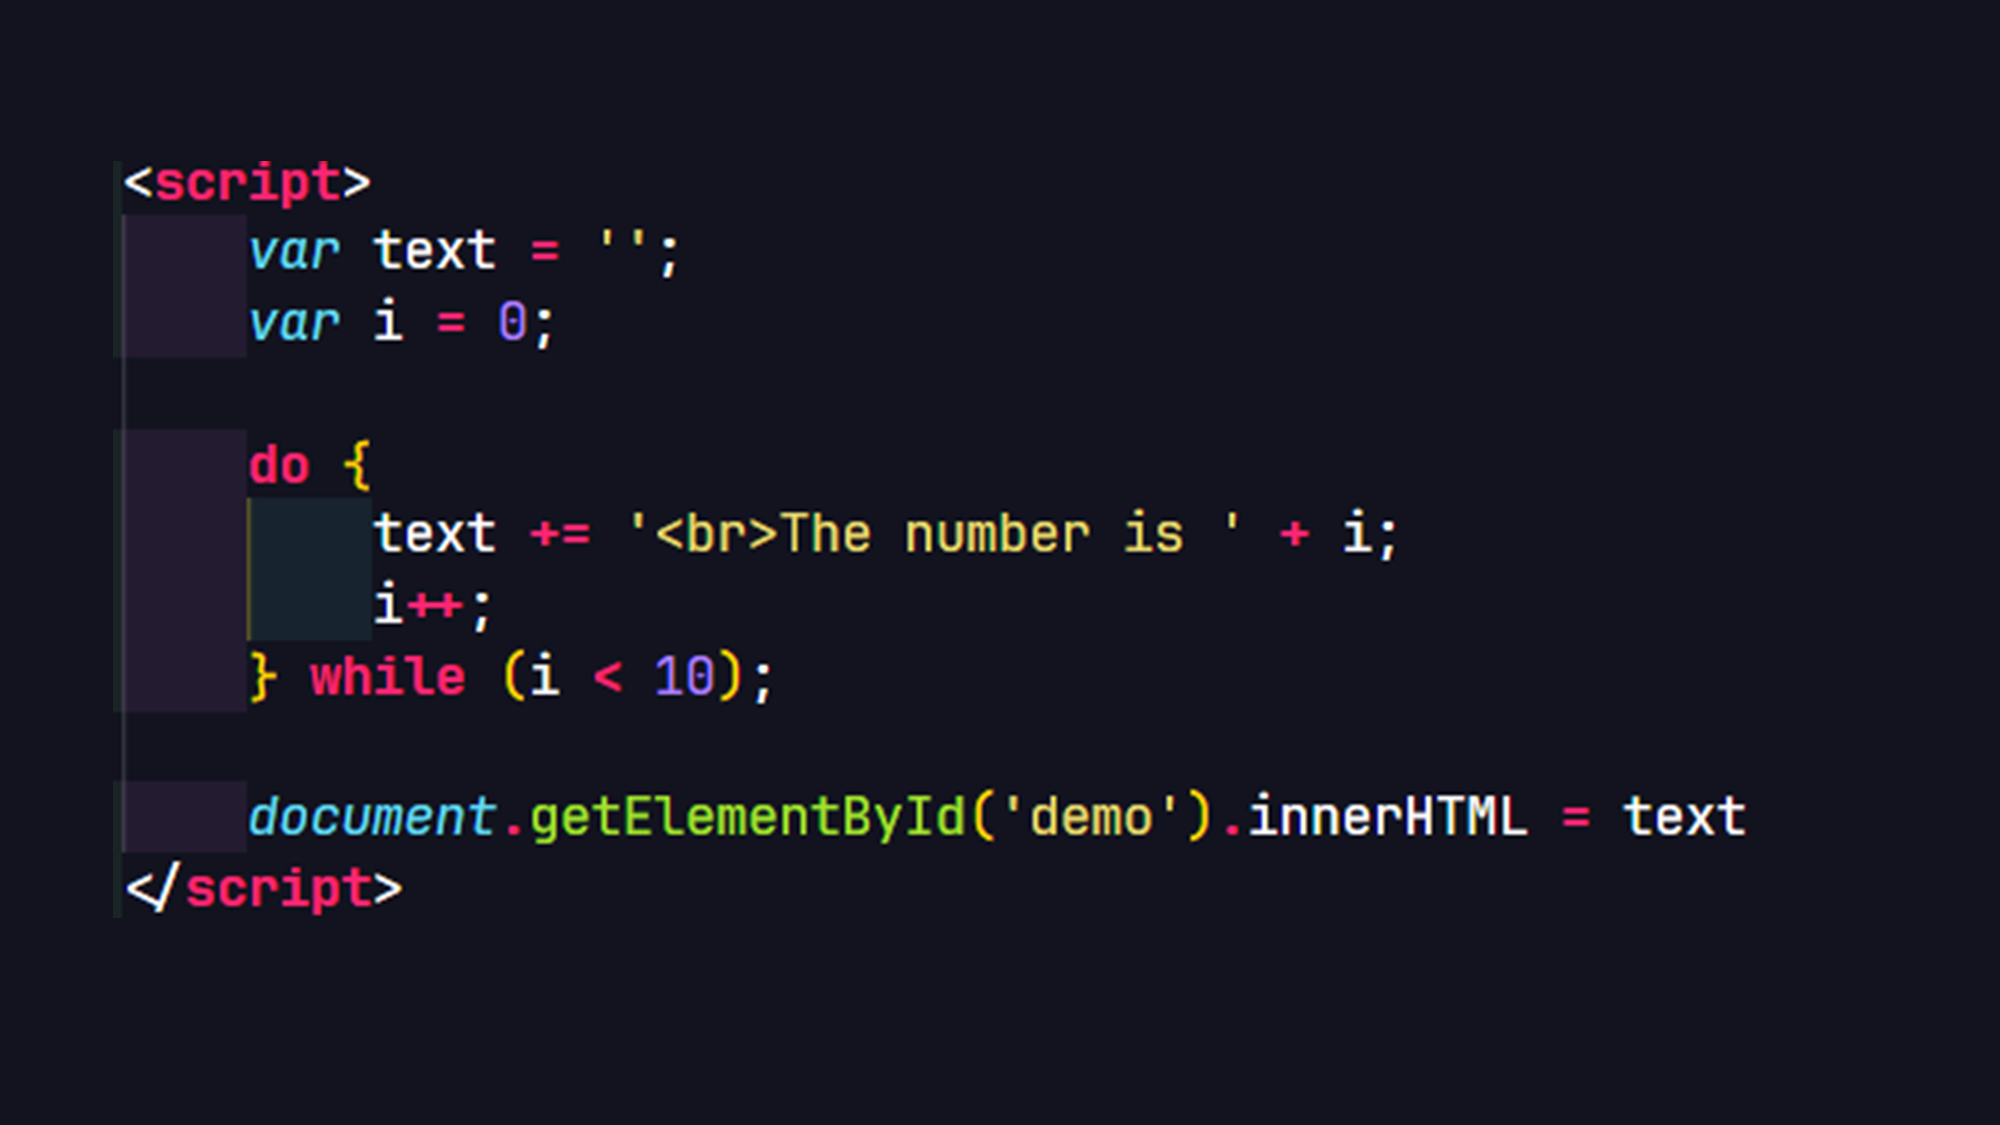 <script>
var text = '';
var i = 0;
do {
text += '<br>The number is ' + i;
i++;
} while (i < 10);
document.getElementById('demo').innerHTML = text
</script>